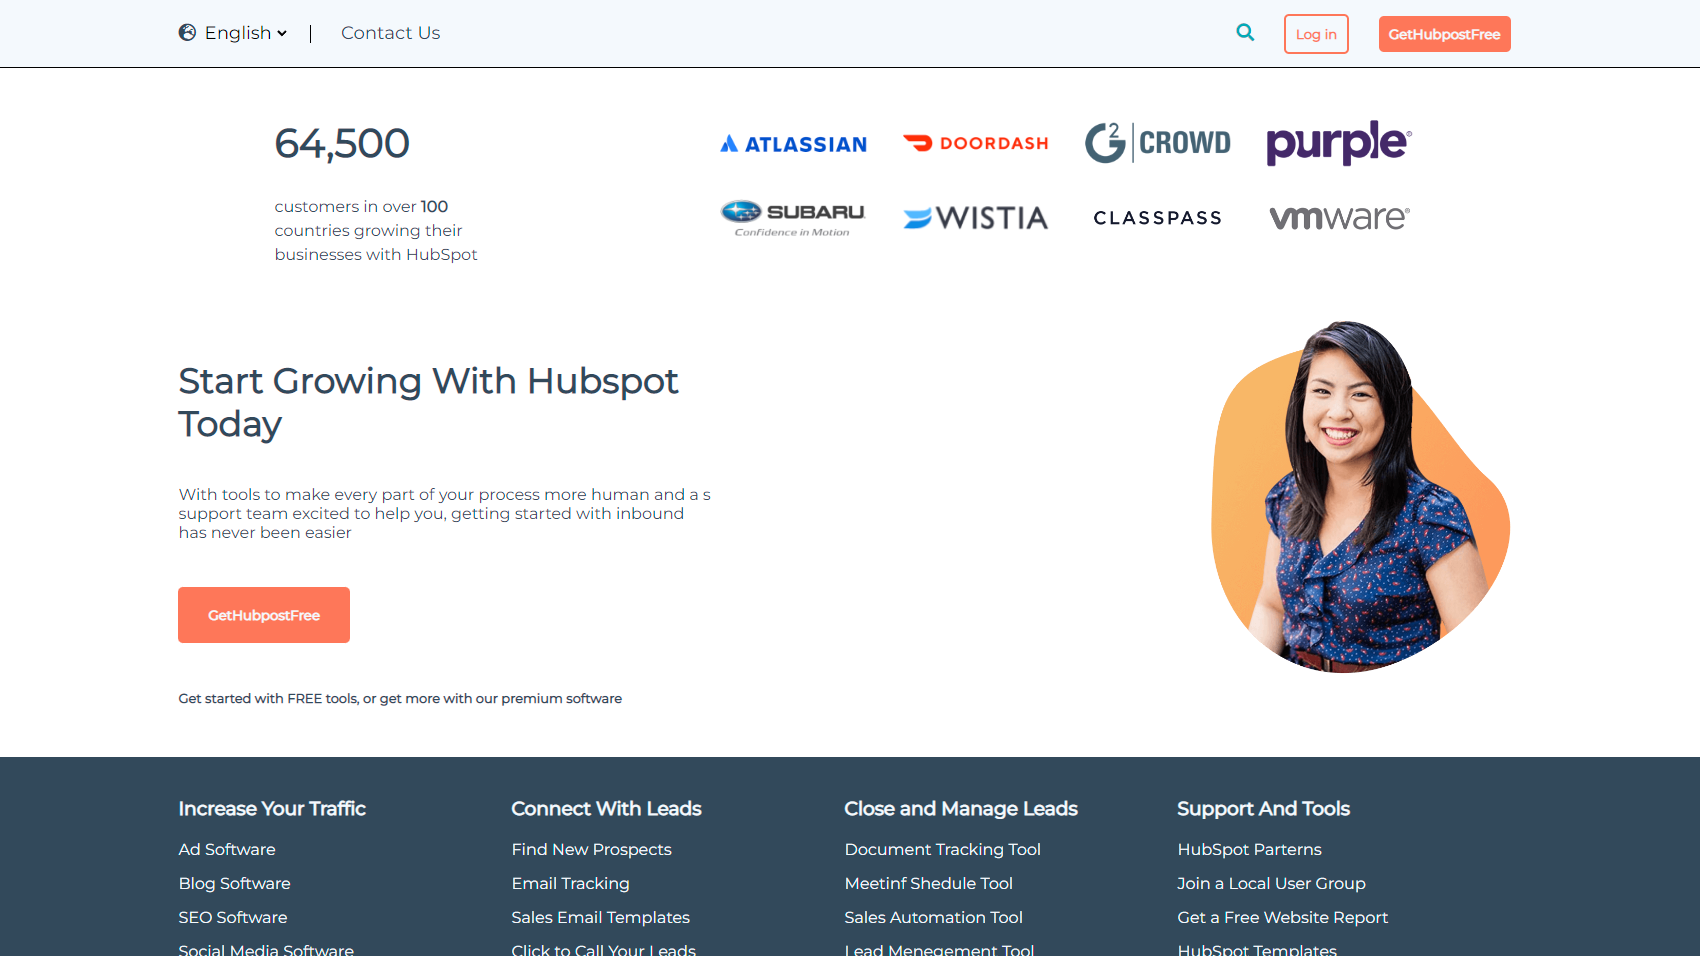 English
Contact Us
Log in
GetHubpostFree
64,500
customers in over 100
countries growing their
businesses with HubSpot
ATLASSIAN
DOORDASH
G2 CROWD
purple®
SUBARU
Confidence in Motion
WISTIA
CLASSPASS
vmware®
Start Growing With Hubspot
Today
With tools to make every part of your process more human and a s
support team excited to help you, getting started with inbound
has never been easier
GetHubpostFree
Get started with FREE tools, or get more with our premium software
Increase Your Traffic
Ad Software
Blog Software
SEO Software
Social Media Software
Connect With Leads
Find New Prospects
Email Tracking
Sales Email Templates
Click to Call Your Leads
Close and Manage Leads
Document Tracking Tool
Meetinf Shedule Tool
Sales Automation Tool
Lead Menegement Tool
Support And Tools
HubSpot Parterns
Join a Local User Group
Get a Free Website Report
HubSpot Templates